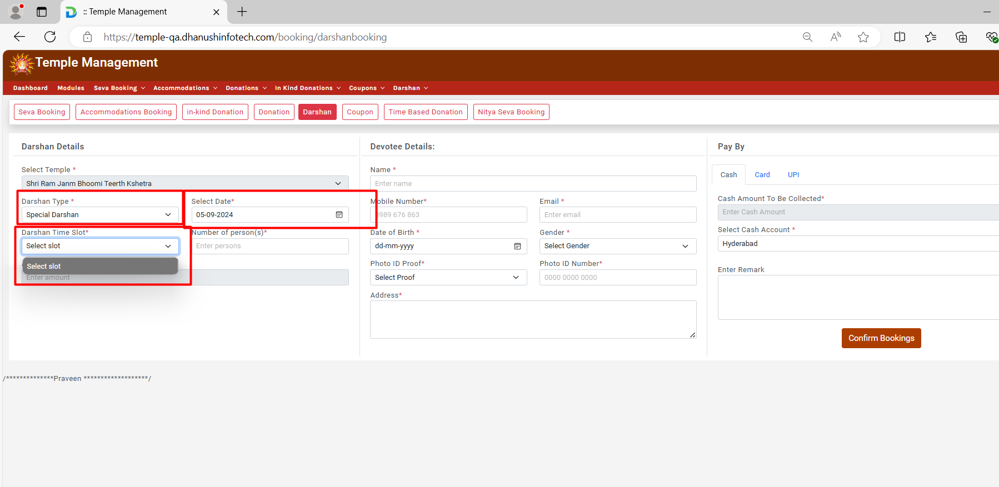 :: Temple Management
https://temple-qa.dhanushinfotech.com/booking/darshanbooking
Temple Management
Dashboard Modules Seva Booking Accommodations Donations In Kind Donations Coupons Darshan
Seva Booking Accommodations Booking in-kind Donation Donation Darshan Coupon Time Based Donation Nitya Seva Booking
Darshan Details
Select Temple *
Shri Ram Janm Bhoomi Teerth Kshetra
Darshan Type * Select Date*
Special Darshan 05-09-2024
Darshan Time Slot* Number of person(s)*
Select slot Enter persons
Select slot
Enter amount
Devotee Details:
Name *
Enter name
Mobile Number* Email *
9989 676 863 Enter email
Date of Birth * Gender *
dd-mm-yyyy Select Gender
Photo ID Proof* Photo ID Number*
Select Proof 0000 0000 0000
Address*
Pay By
Cash Card UPI
Cash Amount To Be Collected*
Enter Cash Amount
Select Cash Account *
Hyderabad
Enter Remark
Confirm Bookings
/**************Praveen *******************/